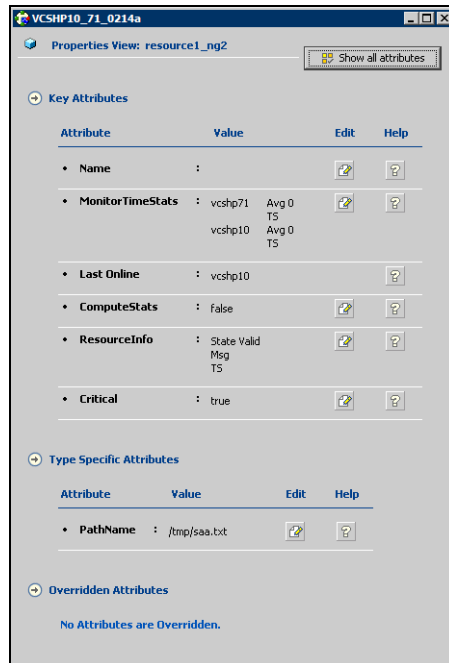 VCSHP10_71_0214a
Properties View: resource1_ng2
Show all attributes
Key Attributes
Attribute Value Edit Help
• Name :
• MonitorTimeStats : vcshp71 Avg 0
TS
vcshp10 Avg 0
TS
• Last Online : vcshp10
• ComputeStats : false
• ResourceInfo : State Valid
Msg
TS
• Critical : true
Type Specific Attributes
Attribute Value Edit Help
• PathName : /tmp/saa.txt
Overridden Attributes
No Attributes are Overridden.